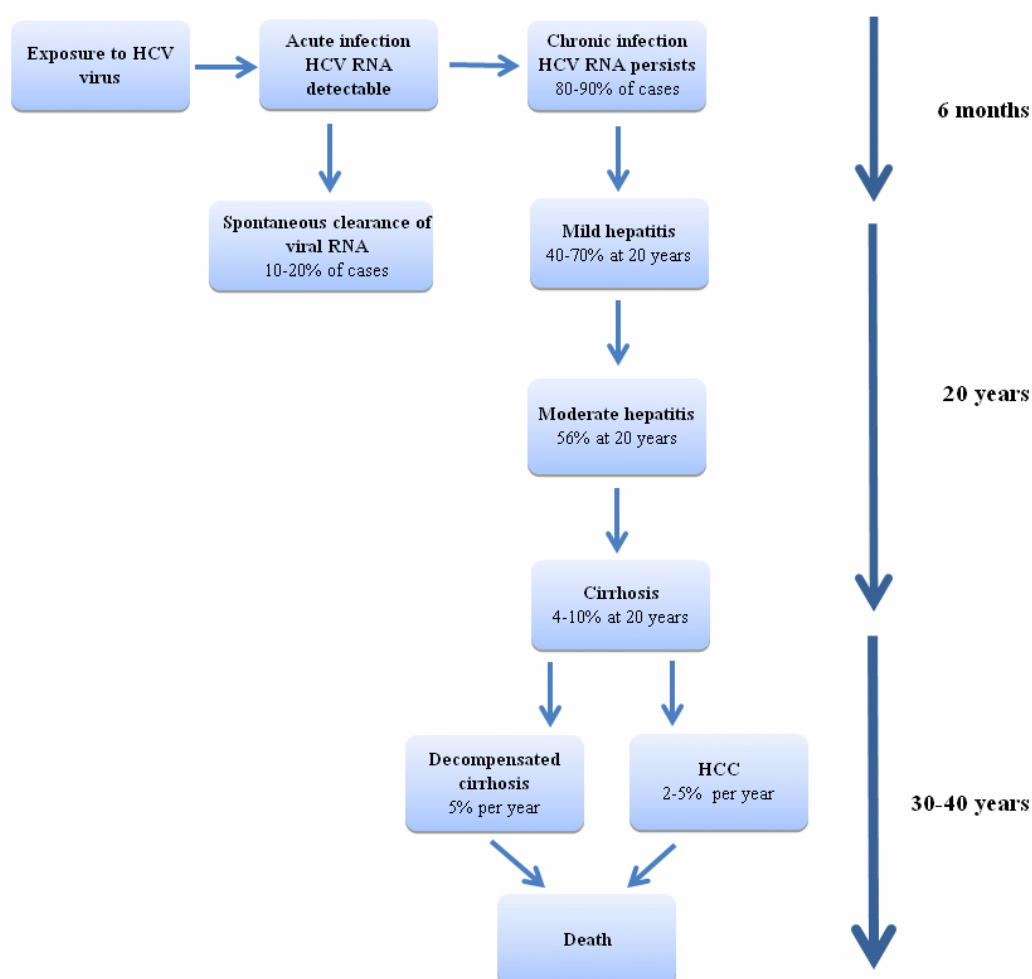 Exposure to HCV
virus
Acute infection
HCV RNA
detectable
Chronic infection
HCV RNA persists
80-90% of cases
6 months
Spontaneous clearance of
viral RNA
10-20% of cases
Mild hepatitis
40-70% at 20 years
20 years
Moderate hepatitis
56% at 20 years
Cirrhosis
4-10% at 20 years
Decompensated
cirrhosis
5% per year
HCC
2-5% per year
30-40 years
Death